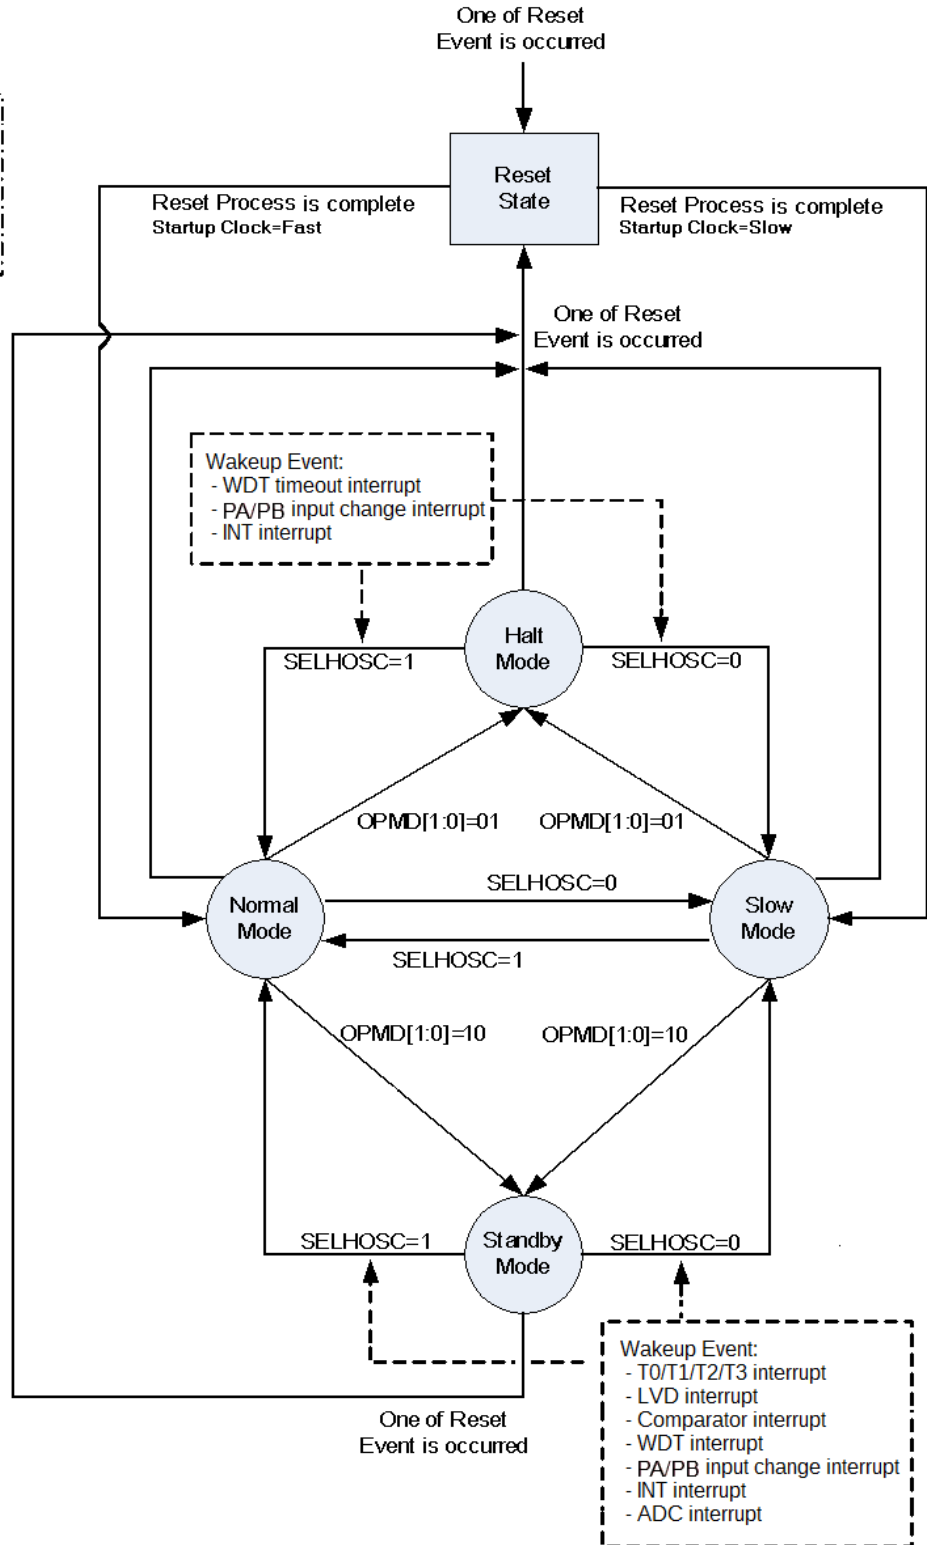 One of Reset
Event is occurred
Reset
State
Reset Process is complete
Startup Clock=Fast
Reset Process is complete
Startup Clock=Slow
One of Reset
Event is occurred
Wakeup Event:
- WDT timeout interrupt
- PA/PB input change interrupt
- INT interrupt
Halt
Mode
SELHOSC=1
SELHOSC=0
OPMD[1:0]=01
OPMD[1:0]=01
SELHOSC=0
Normal
Mode
Slow
Mode
SELHOSC=1
OPMD[1:0]=10
OPMD[1:0]=10
SELHOSC=1
Standby
Mode
SELHOSC=0
Wakeup Event:
- T0/T1/T2/T3 interrupt
- LVD interrupt
- Comparator interrupt
- WDT interrupt
- PA/PB input change interrupt
- INT interrupt
- ADC interrupt
One of Reset
Event is occurred